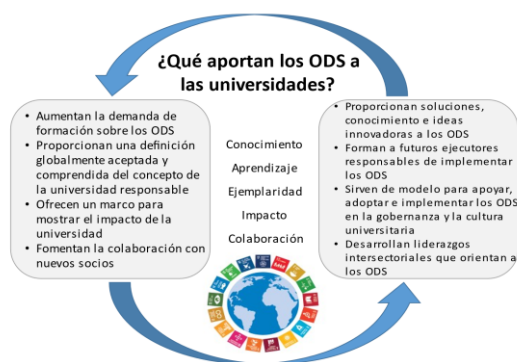 ¿Qué aportan los ODS a
las universidades?
• Aumentan la demanda de
formación sobre los ODS
• Proporcionan una definición
globalmente aceptada y
comprendida del concepto de
la universidad responsable
• Ofrecen un marco para
mostrar el impacto de la
universidad
• Fomentan la colaboración con
nuevos socios
Conocimiento
Aprendizaje
Ejemplaridad
Impacto
Colaboración
• Proporcionan soluciones,
conocimiento e ideas
innovadoras a los ODS
• Forman a futuros ejecutores
responsables de implementar
los ODS
• Sirven de modelo para apoyar,
adoptar e implementar los ODS
en la gobernanza y la cultura
universitaria
• Desarrollan liderazgos
intersectoriales que orientan a
los ODS